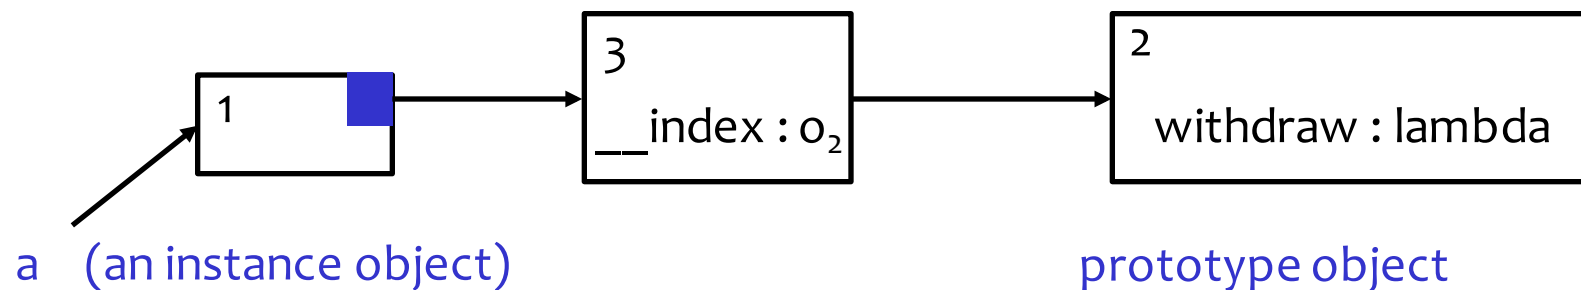 1
3
__index : o₂
2
withdraw : lambda
a (an instance object)
prototype object